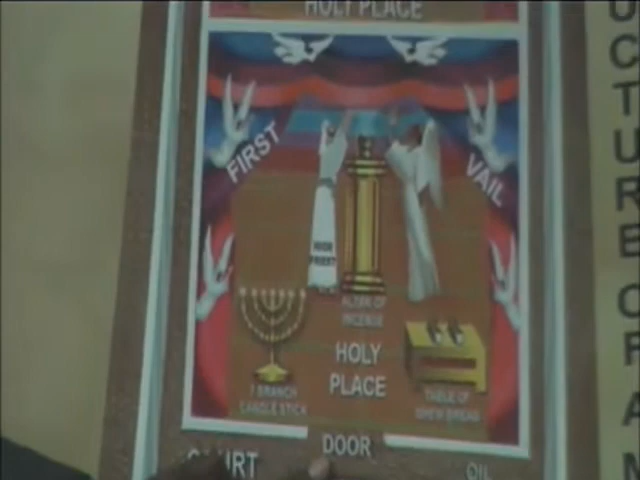 HOLY PLACE
FIRST
VAIL
HIGH
PRIEST
ALTER OF
INCENSE
HOLY
PLACE
7 BRANCH
CANDLE STICK
TABLE OF
SHEW BREAD
DOOR
COURT
OIL